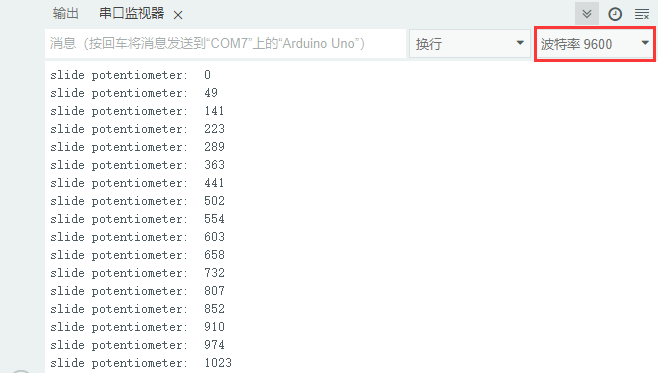 输出 串口监视器
消息（按回车将消息发送到“COM7”上的“Arduino Uno”） 换行 波特率 9600
slide potentiometer: 0
slide potentiometer: 49
slide potentiometer: 141
slide potentiometer: 223
slide potentiometer: 289
slide potentiometer: 363
slide potentiometer: 441
slide potentiometer: 502
slide potentiometer: 554
slide potentiometer: 603
slide potentiometer: 658
slide potentiometer: 732
slide potentiometer: 807
slide potentiometer: 852
slide potentiometer: 910
slide potentiometer: 974
slide potentiometer: 1023